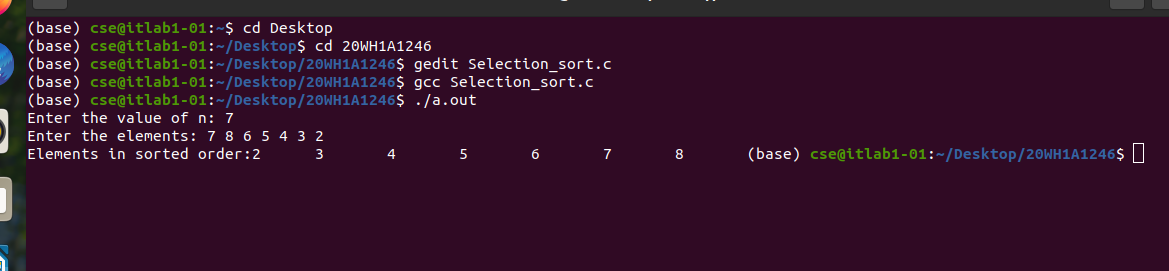 (base) cse@itlab1-01:~$ cd Desktop
(base) cse@itlab1-01:~/Desktop$ cd 20WH1A1246
(base) cse@itlab1-01:~/Desktop/20WH1A1246$ gedit Selection_sort.c
(base) cse@itlab1-01:~/Desktop/20WH1A1246$ gcc Selection_sort.c
(base) cse@itlab1-01:~/Desktop/20WH1A1246$ ./a.out
Enter the value of n: 7
Enter the elements: 7 8 6 5 4 3 2
Elements in sorted order:2      3       4       5       6       7       8       (base) cse@itlab1-01:~/Desktop/20WH1A1246$